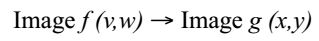 Image f (v,w) → Image g (x,y)